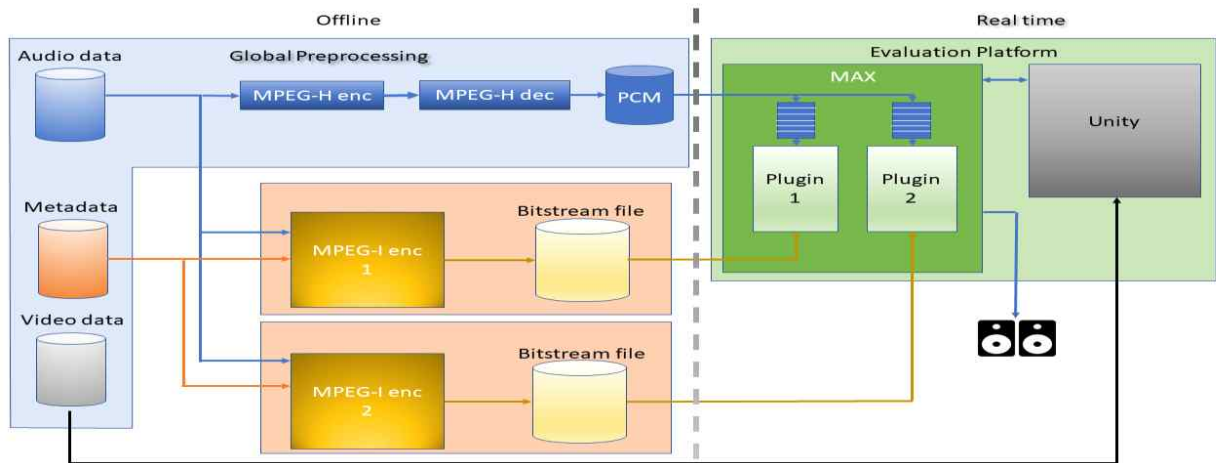 Offline
Real time
Audio data
Global Preprocessing
Evaluation Platform
MPEG-H enc
MPEG-H dec
PCM
MAX
Unity
Plugin
1
Plugin
2
Metadata
MPEG-I enc
1
Bitstream file
Video data
MPEG-I enc
2
Bitstream file